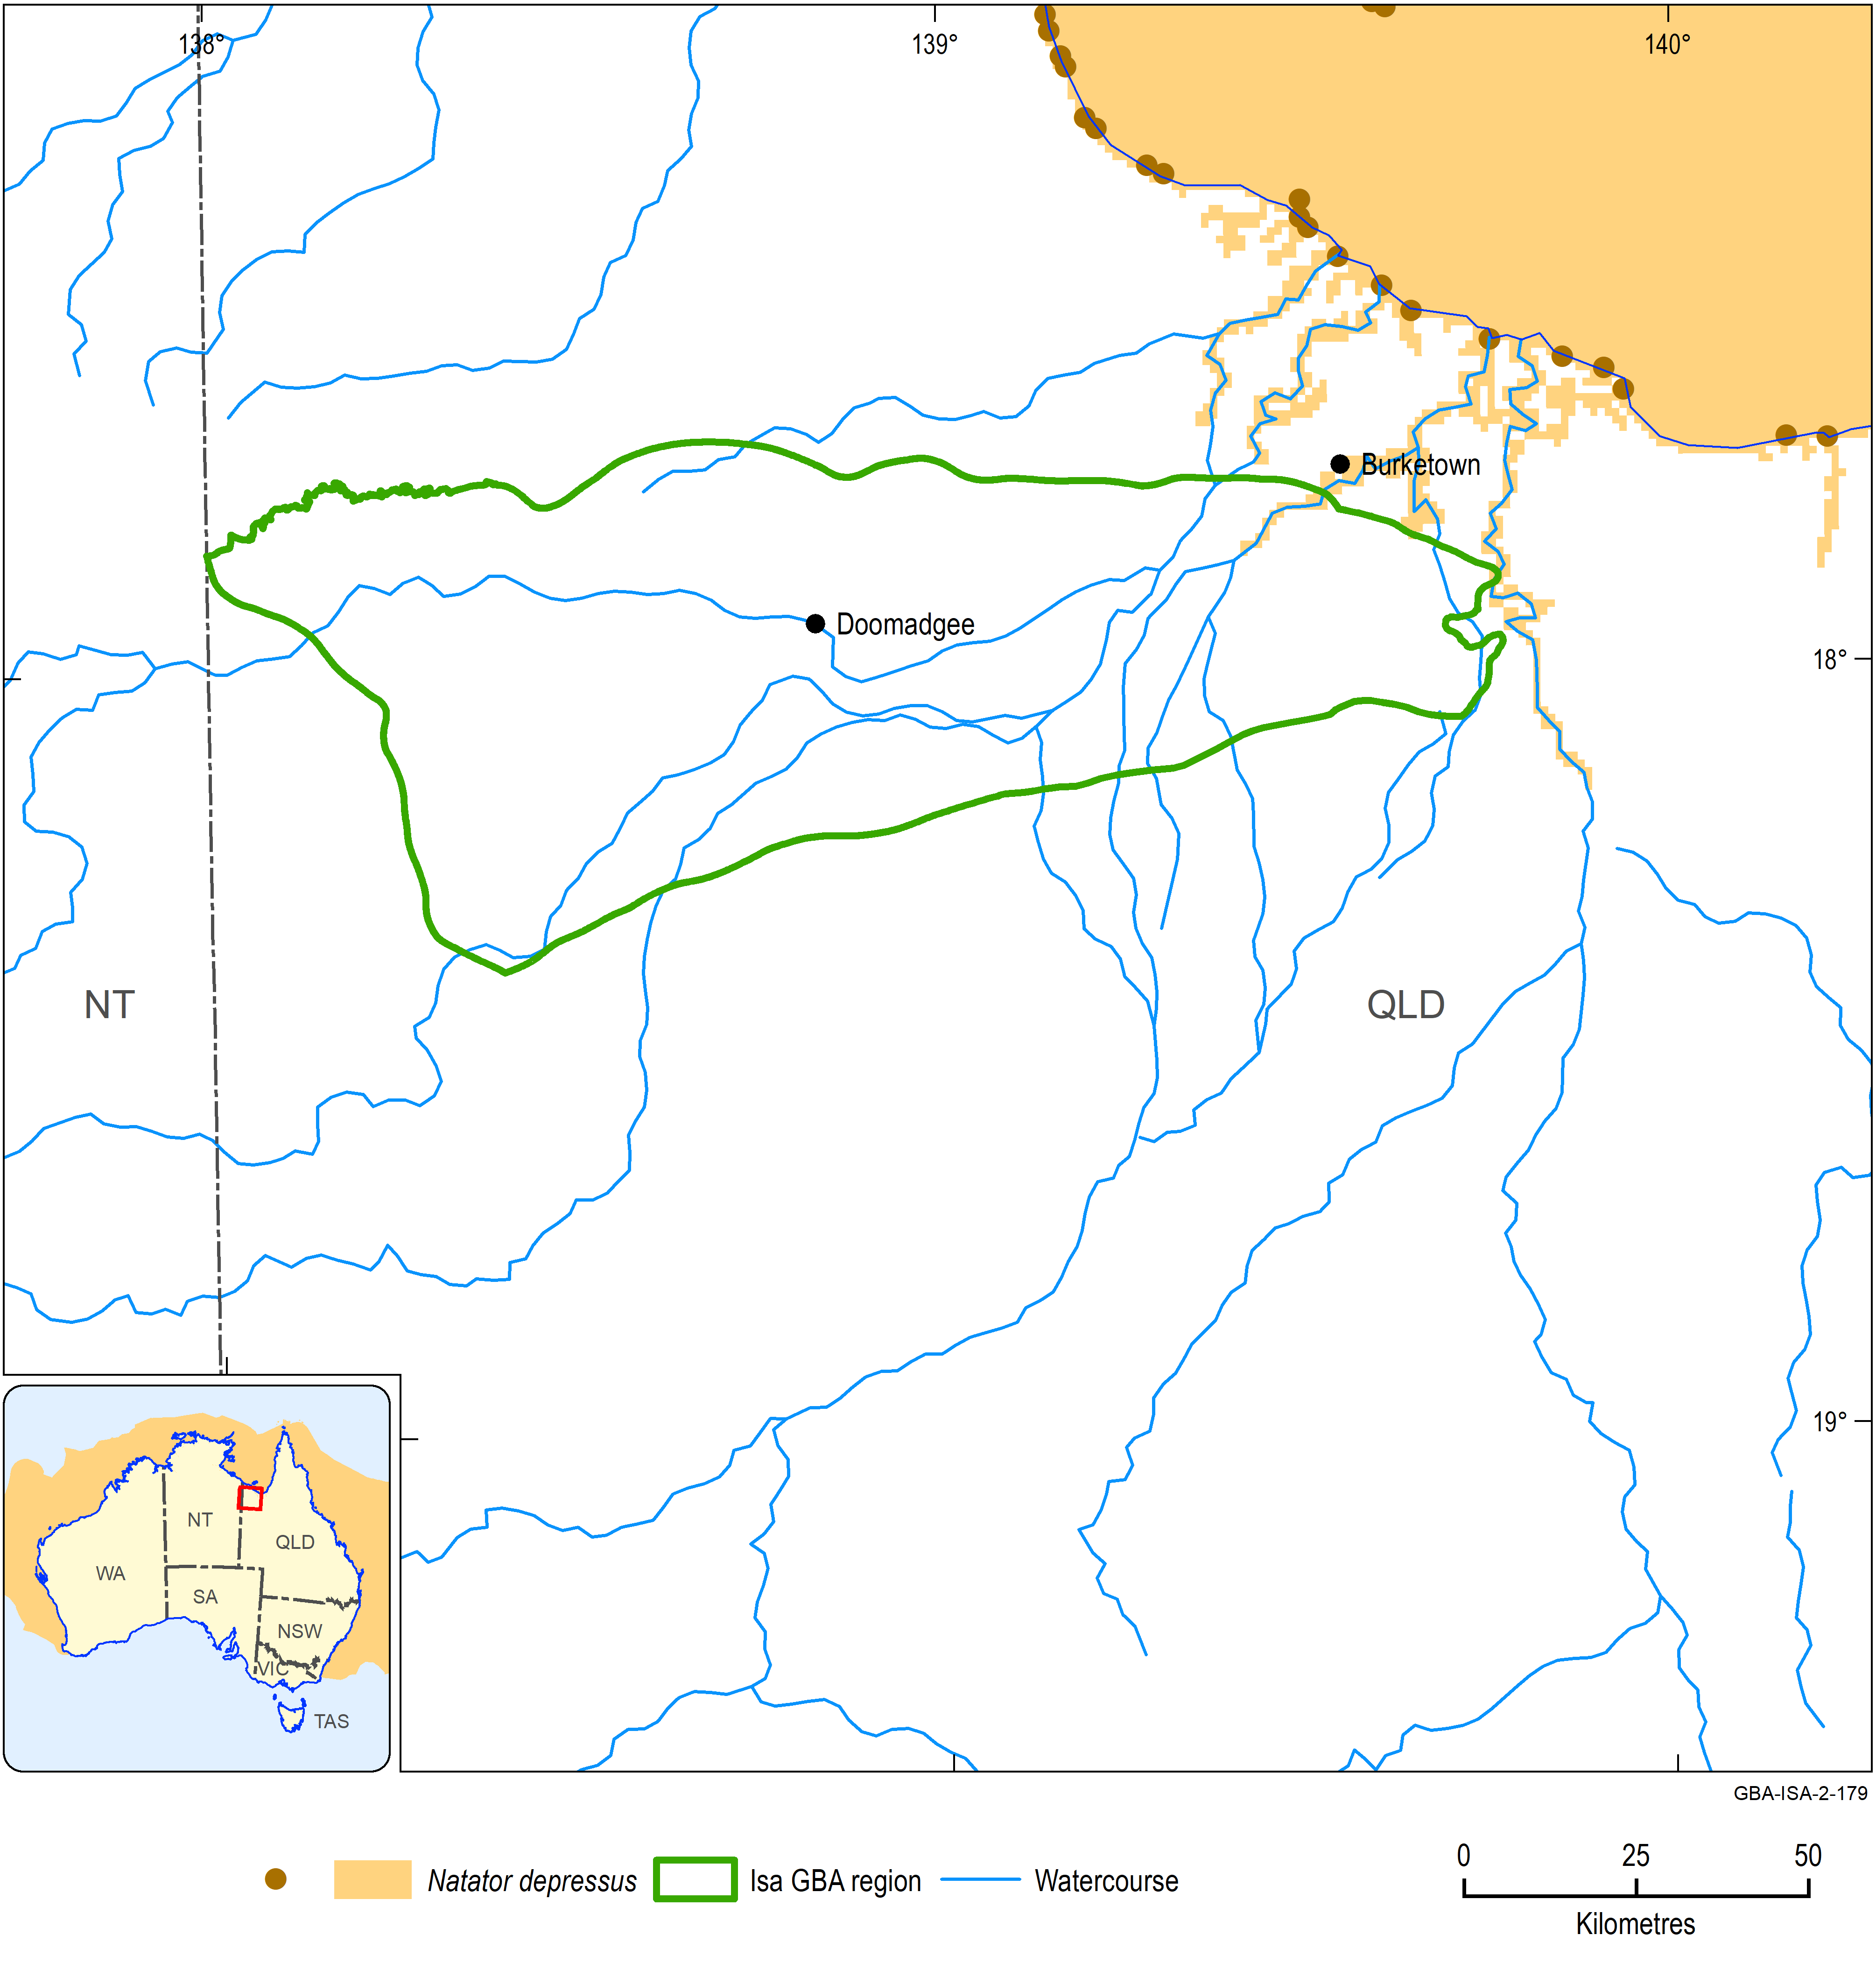 138°
139°
140°
Burketown
Doomadgee
18°
NT
QLD
19°
NT
QLD
WA
SA
NSW
VIC
TAS
GBA-ISA-2-179
Natator depressus
Isa GBA region
Watercourse
0 25 50
Kilometres